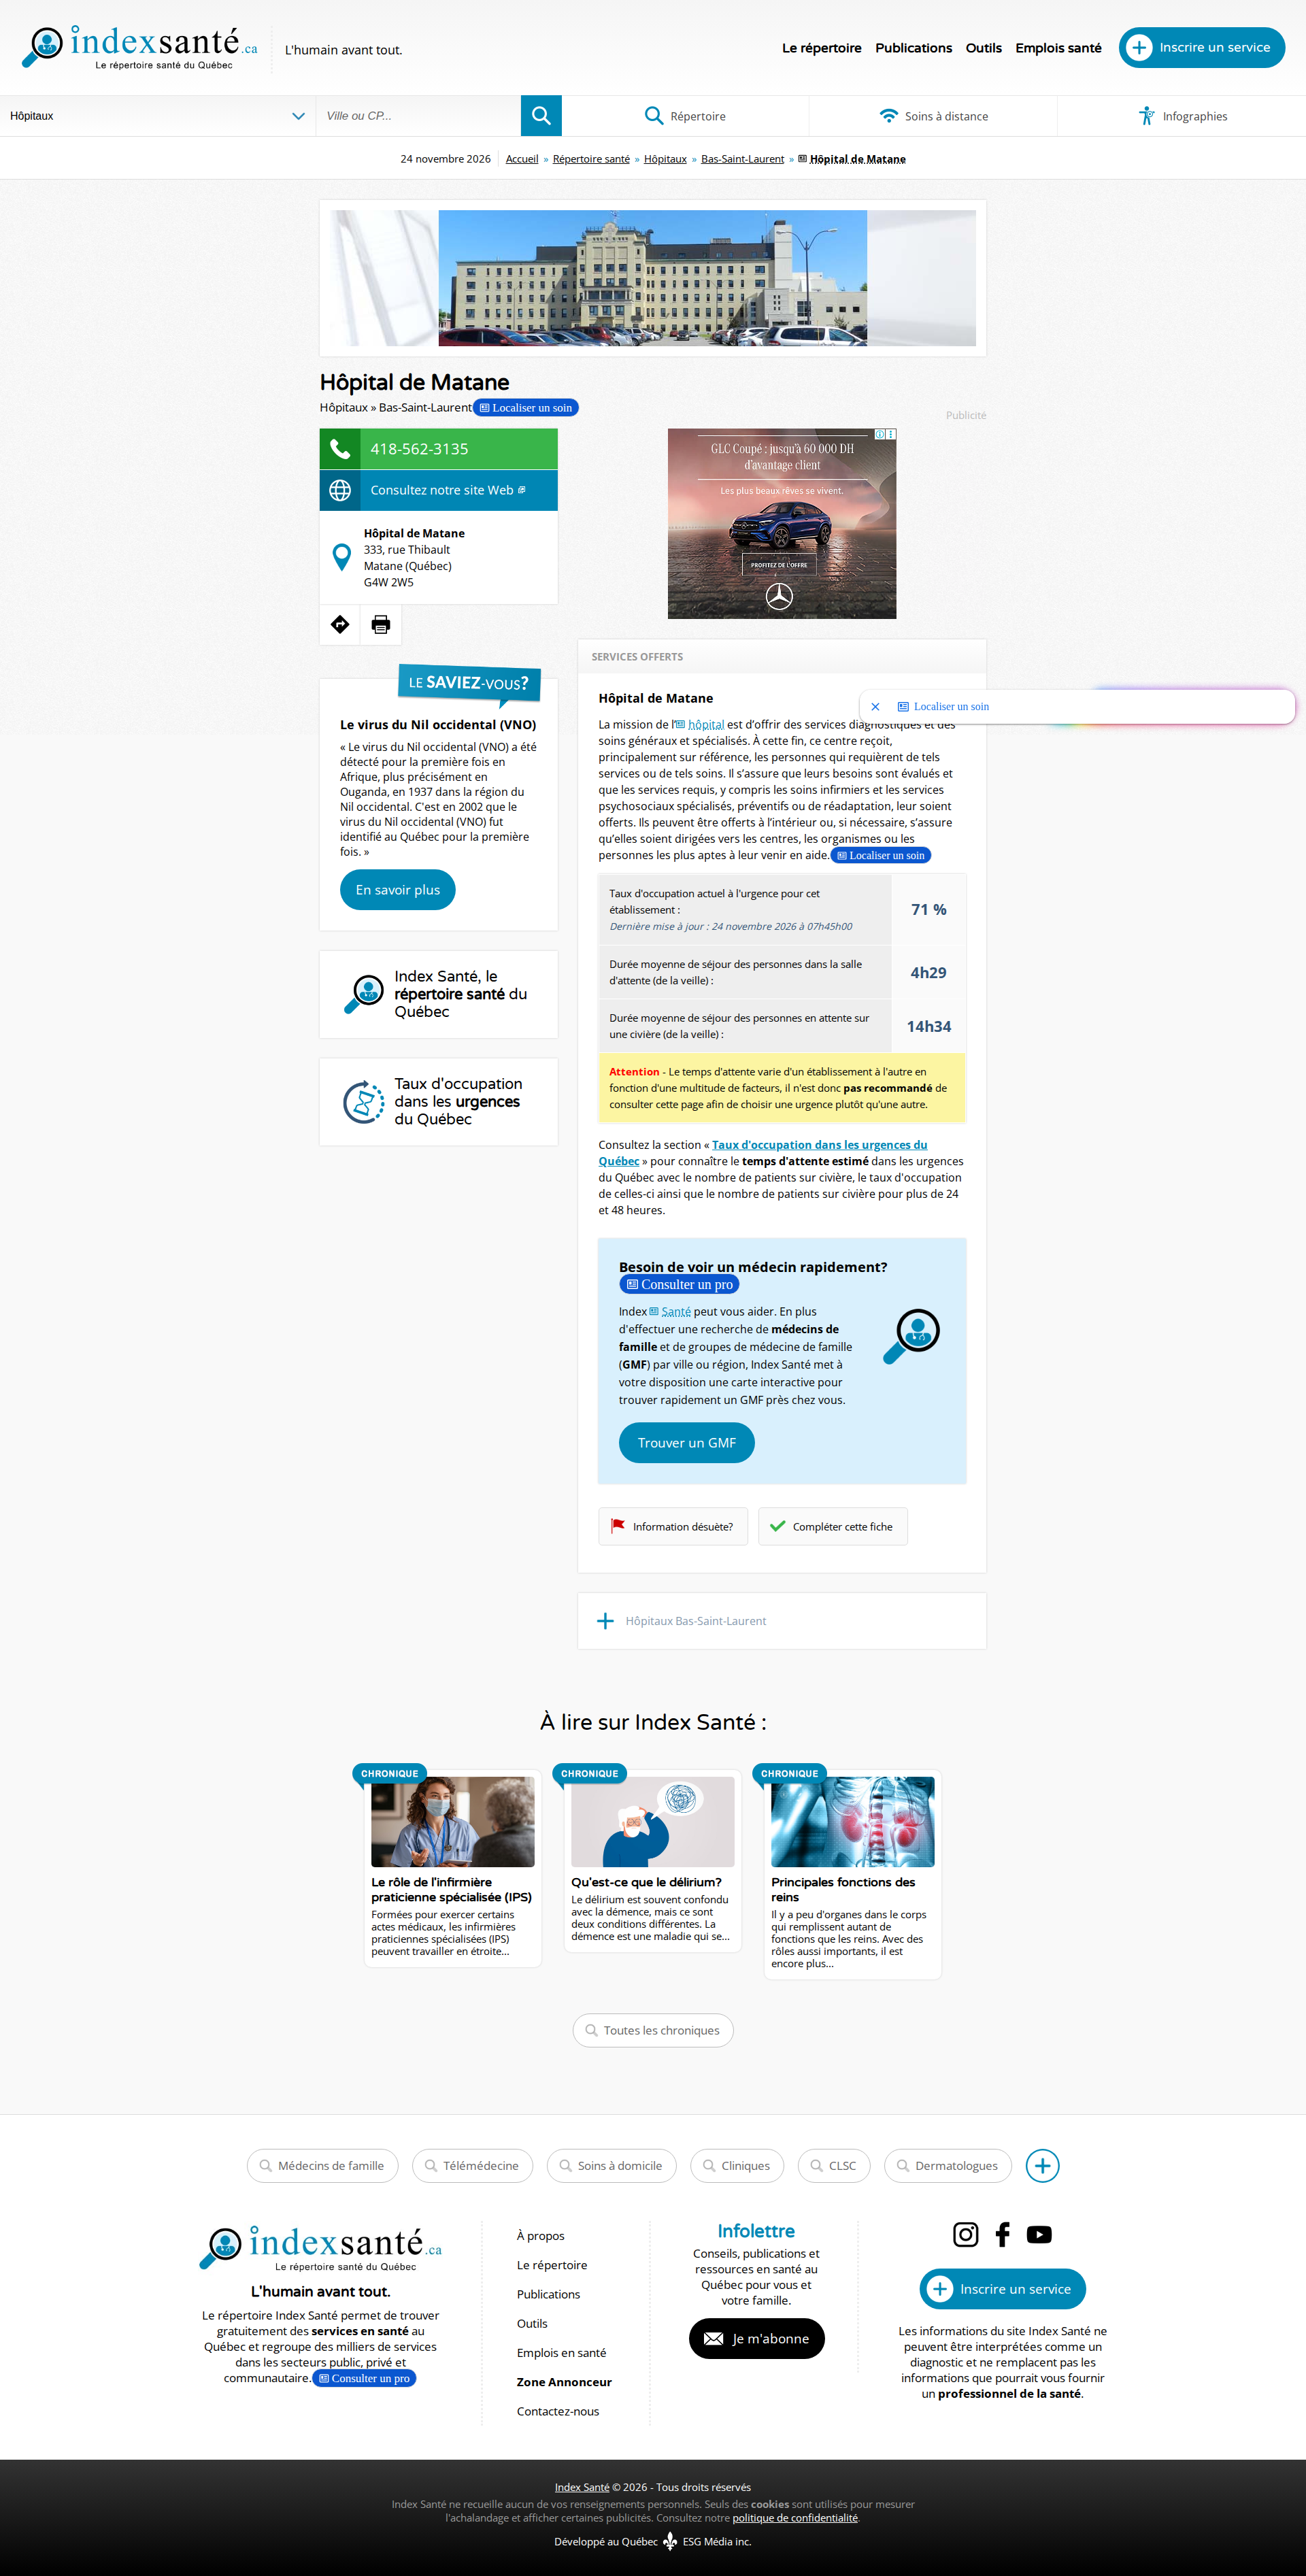 indexsanté.ca
Le répertoire santé du Québec
L'humain avant tout.
Le répertoire
Publications
Outils
Emplois santé
Inscrire un service
Hôpitaux
Ville ou CP...
Répertoire
Soins à distance
Infographies
24 novembre 2026
Accueil » Répertoire santé » Hôpitaux » Bas-Saint-Laurent » Hôpital de Matane
Hôpital de Matane
Hôpitaux » Bas-Saint-Laurent Localiser un soin
Publicité
418-562-3135
Consultez notre site Web
Hôpital de Matane
333, rue Thibault
Matane (Québec)
G4W 2W5
LE SAVIEZ-VOUS?
Le virus du Nil occidental (VNO)
« Le virus du Nil occidental (VNO) a été
détecté pour la première fois en
Afrique, plus précisément en
Ouganda, en 1937 dans la région du
Nil occidental. C'est en 2002 que le
virus du Nil occidental (VNO) fut
identifié au Québec pour la première
fois. »
En savoir plus
Index Santé, le
répertoire santé du
Québec
Taux d'occupation
dans les urgences
du Québec
GLC Coupé : jusqu'à 60 000 DH
d'avantage client
Les plus beaux rêves se vivent.
PROFITEZ DE L'OFFRE
SERVICES OFFERTS
Hôpital de Matane
Localiser un soin
La mission de l'hôpital est d'offrir des services diagnostiques et des
soins généraux et spécialisés. À cette fin, ce centre reçoit,
principalement sur référence, les personnes qui requièrent de tels
services ou de tels soins. Il s'assure que leurs besoins sont évalués et
que les services requis, y compris les soins infirmiers et les services
psychosociaux spécialisés, préventifs ou de réadaptation, leur soient
offerts. Ils peuvent être offerts à l'intérieur ou, si nécessaire, s'assure
qu'elles soient dirigées vers les centres, les organismes ou les
personnes les plus aptes à leur venir en aide. Localiser un soin
Taux d'occupation actuel à l'urgence pour cet
établissement :
Dernière mise à jour : 24 novembre 2026 à 07h45h00
71 %
Durée moyenne de séjour des personnes dans la salle
d'attente (de la veille) :
4h29
Durée moyenne de séjour des personnes en attente sur
une civière (de la veille) :
14h34
Attention - Le temps d'attente varie d'un établissement à l'autre en
fonction d'une multitude de facteurs, il n'est donc pas recommandé de
consulter cette page afin de choisir une urgence plutôt qu'une autre.
Consultez la section « Taux d'occupation dans les urgences du
Québec » pour connaître le temps d'attente estimé dans les urgences
du Québec avec le nombre de patients sur civière, le taux d'occupation
de celles-ci ainsi que le nombre de patients sur civière pour plus de 24
et 48 heures.
Besoin de voir un médecin rapidement?
Consulter un pro
Index Santé peut vous aider. En plus
d'effectuer une recherche de médecins de
famille et de groupes de médecine de famille
(GMF) par ville ou région, Index Santé met à
votre disposition une carte interactive pour
trouver rapidement un GMF près chez vous.
Trouver un GMF
Information désuète?
Compléter cette fiche
Hôpitaux Bas-Saint-Laurent
À lire sur Index Santé :
CHRONIQUE
Le rôle de l'infirmière
praticienne spécialisée (IPS)
Formées pour exercer certains
actes médicaux, les infirmières
praticiennes spécialisées (IPS)
peuvent travailler en étroite...
CHRONIQUE
Qu'est-ce que le délirium?
Le délirium est souvent confondu
avec la démence, mais ce sont
deux conditions différentes. La
démence est une maladie qui se...
CHRONIQUE
Principales fonctions des
reins
Il y a peu d'organes dans le corps
qui remplissent autant de
fonctions que les reins. Avec des
rôles aussi importants, il est
encore plus...
Toutes les chroniques
Médecins de famille
Télémédecine
Soins à domicile
Cliniques
CLSC
Dermatologues
indexsanté.ca
Le répertoire santé du Québec
L'humain avant tout.
Le répertoire Index Santé permet de trouver
gratuitement des services en santé au
Québec et regroupe des milliers de services
dans les secteurs public, privé et
communautaire. Consulter un pro
À propos
Le répertoire
Publications
Outils
Emplois en santé
Zone Annonceur
Contactez-nous
Infolettre
Conseils, publications et
ressources en santé au
Québec pour vous et
votre famille.
Je m'abonne
Inscrire un service
Les informations du site Index Santé ne
peuvent être interprétées comme un
diagnostic et ne remplacent pas les
informations que pourrait vous fournir
un professionnel de la santé.
Index Santé © 2026 - Tous droits réservés
Index Santé ne recueille aucun de vos renseignements personnels. Seuls des cookies sont utilisés pour mesurer
l'achalandage et afficher certaines publicités. Consultez notre politique de confidentialité.
Développé au Québec ESG Média inc.